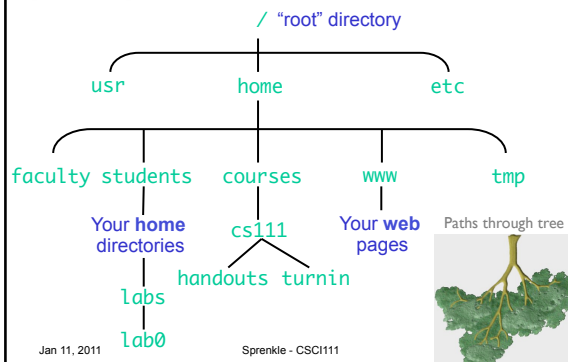 / “root” directory
usr home etc
faculty students courses www tmp
Your home directories
cs111
Your web pages
Paths through tree
handouts turnin
labs
lab0
Jan 11, 2011 Sprenkle - CSCI111